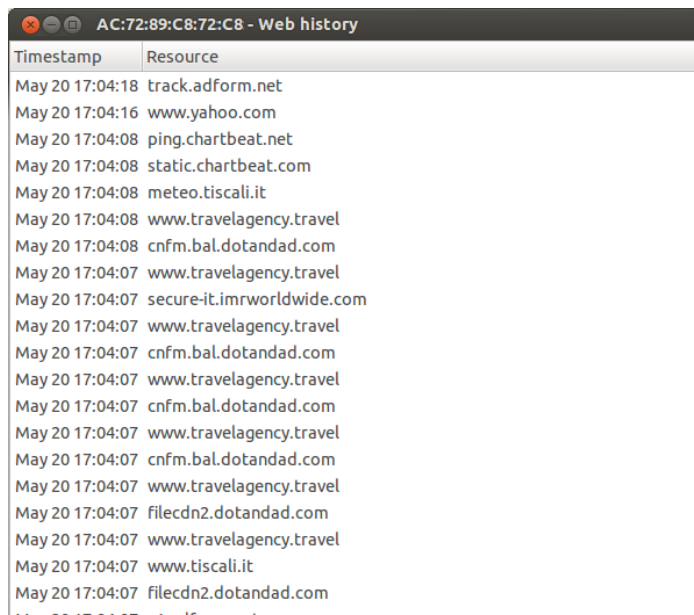 AC:72:89:C8:72:C8 - Web history
Timestamp Resource
May 20 17:04:18 track.adform.net
May 20 17:04:16 www.yahoo.com
May 20 17:04:08 ping.chartbeat.net
May 20 17:04:08 static.chartbeat.com
May 20 17:04:08 meteo.tiscali.it
May 20 17:04:08 www.travelagency.travel
May 20 17:04:08 cnfm.bal.dotandad.com
May 20 17:04:07 www.travelagency.travel
May 20 17:04:07 secure-it.imrworldwide.com
May 20 17:04:07 www.travelagency.travel
May 20 17:04:07 cnfm.bal.dotandad.com
May 20 17:04:07 www.travelagency.travel
May 20 17:04:07 cnfm.bal.dotandad.com
May 20 17:04:07 www.travelagency.travel
May 20 17:04:07 cnfm.bal.dotandad.com
May 20 17:04:07 www.travelagency.travel
May 20 17:04:07 filecdn2.dotandad.com
May 20 17:04:07 www.travelagency.travel
May 20 17:04:07 www.tiscali.it
May 20 17:04:07 filecdn2.dotandad.com